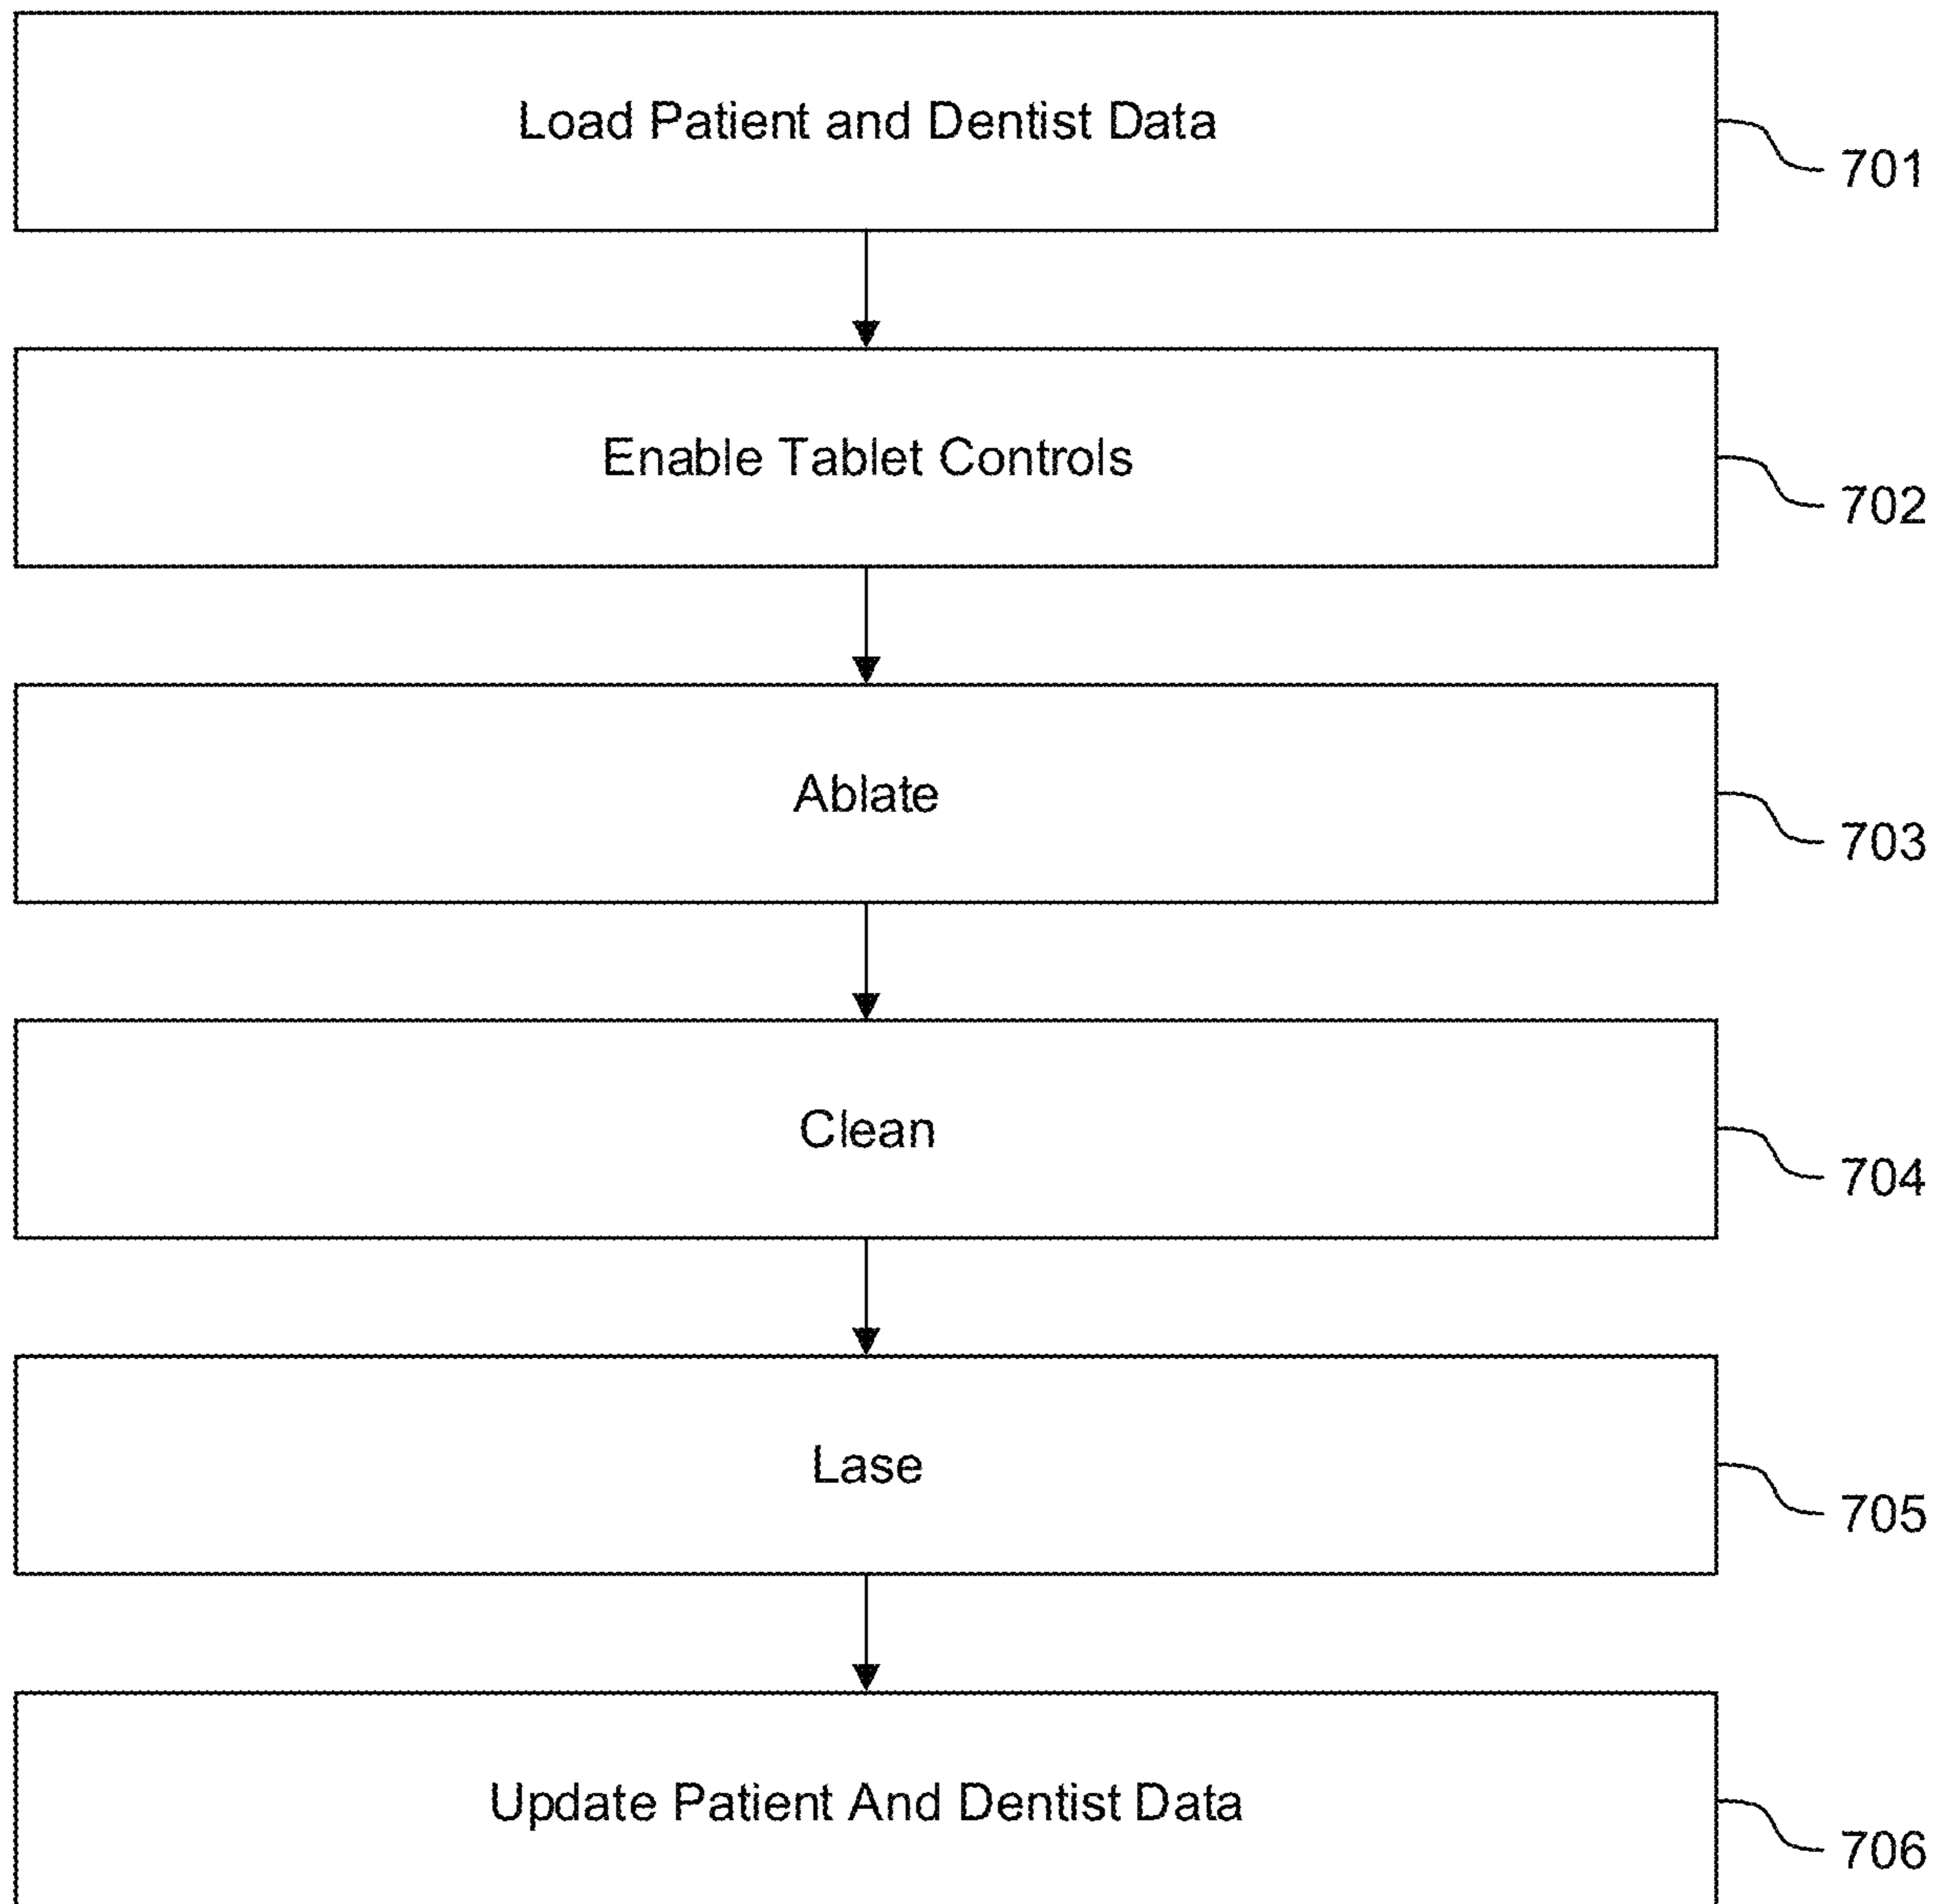 Load Patient and Dentist Data
701
Enable Tablet Controls
702
Ablate
703
Clean
704
Lase
705
Update Patient And Dentist Data
706